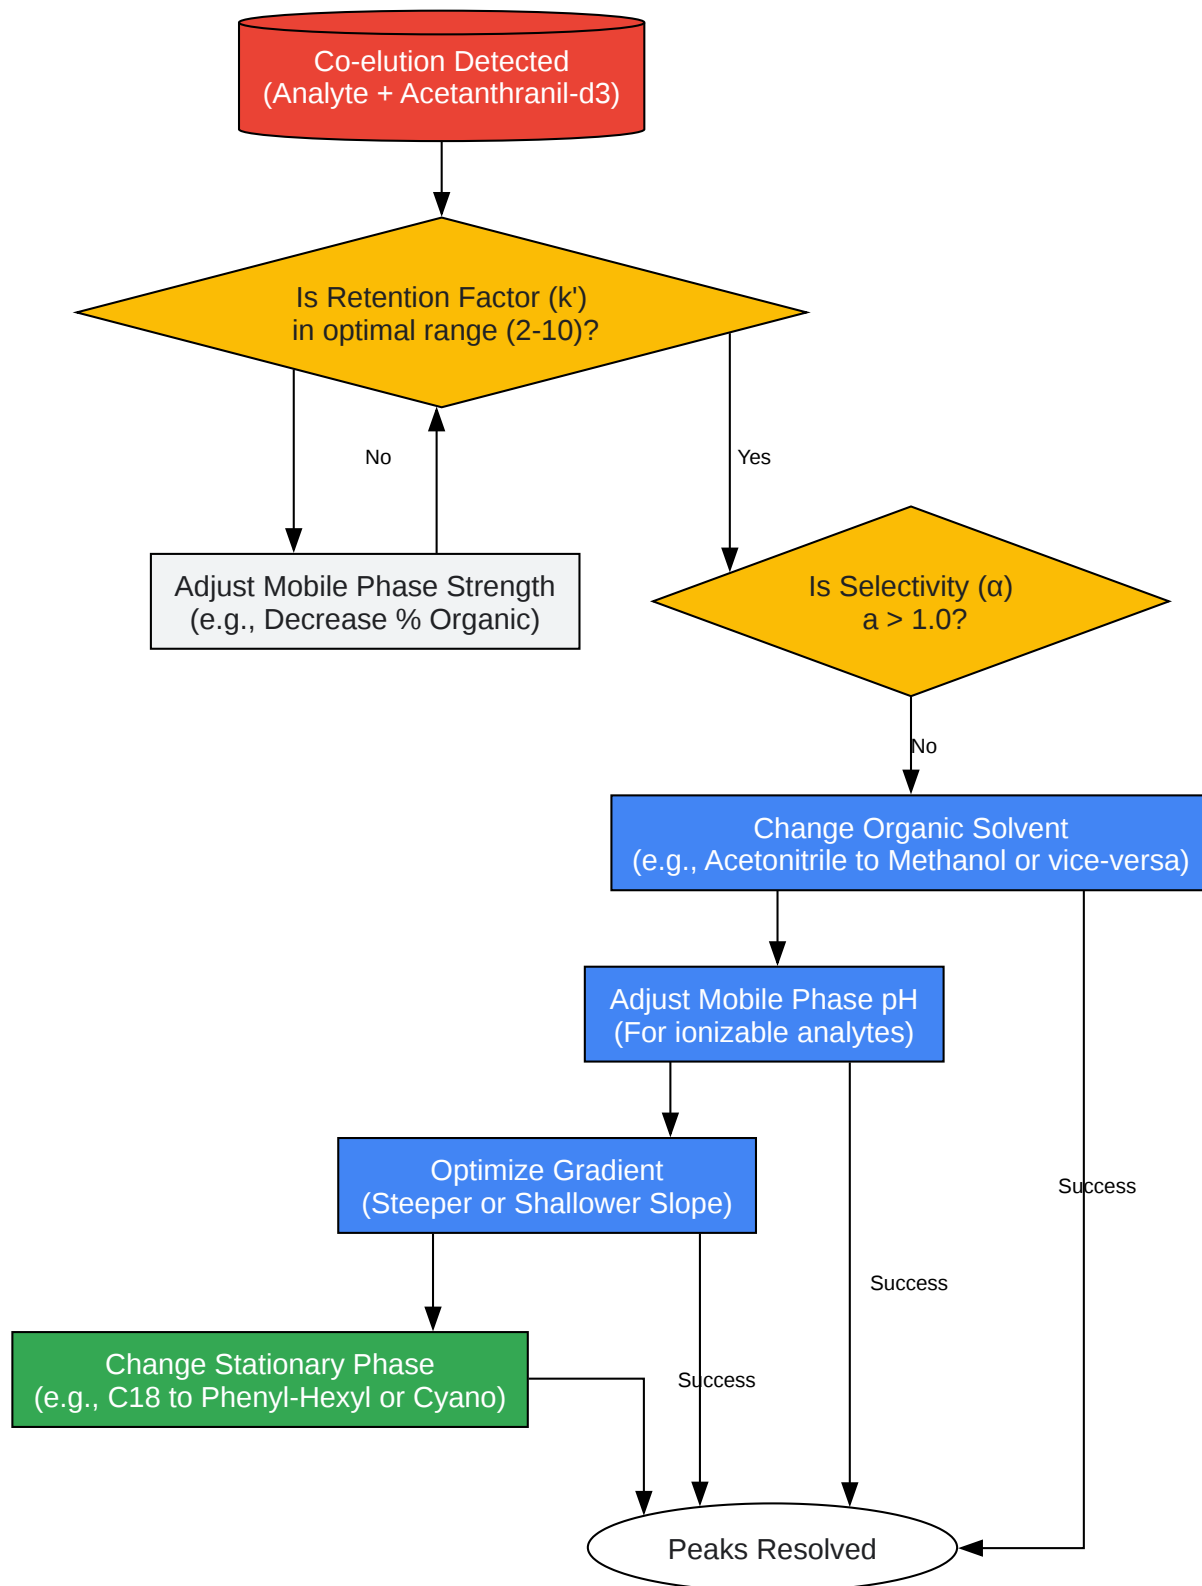 Co-elution Detected
(Analyte + Acetanthranil-d3)
Is Retention Factor (k')
in optimal range (2-10)?
No
Yes
Adjust Mobile Phase Strength
(e.g., Decrease % Organic)
Is Selectivity (α)
a > 1.0?
No
Change Organic Solvent
(e.g., Acetonitrile to Methanol or vice-versa)
Adjust Mobile Phase pH
(For ionizable analytes)
Optimize Gradient
(Steeper or Shallower Slope)
Success
Success
Change Stationary Phase
(e.g., C18 to Phenyl-Hexyl or Cyano)
Success
Peaks Resolved